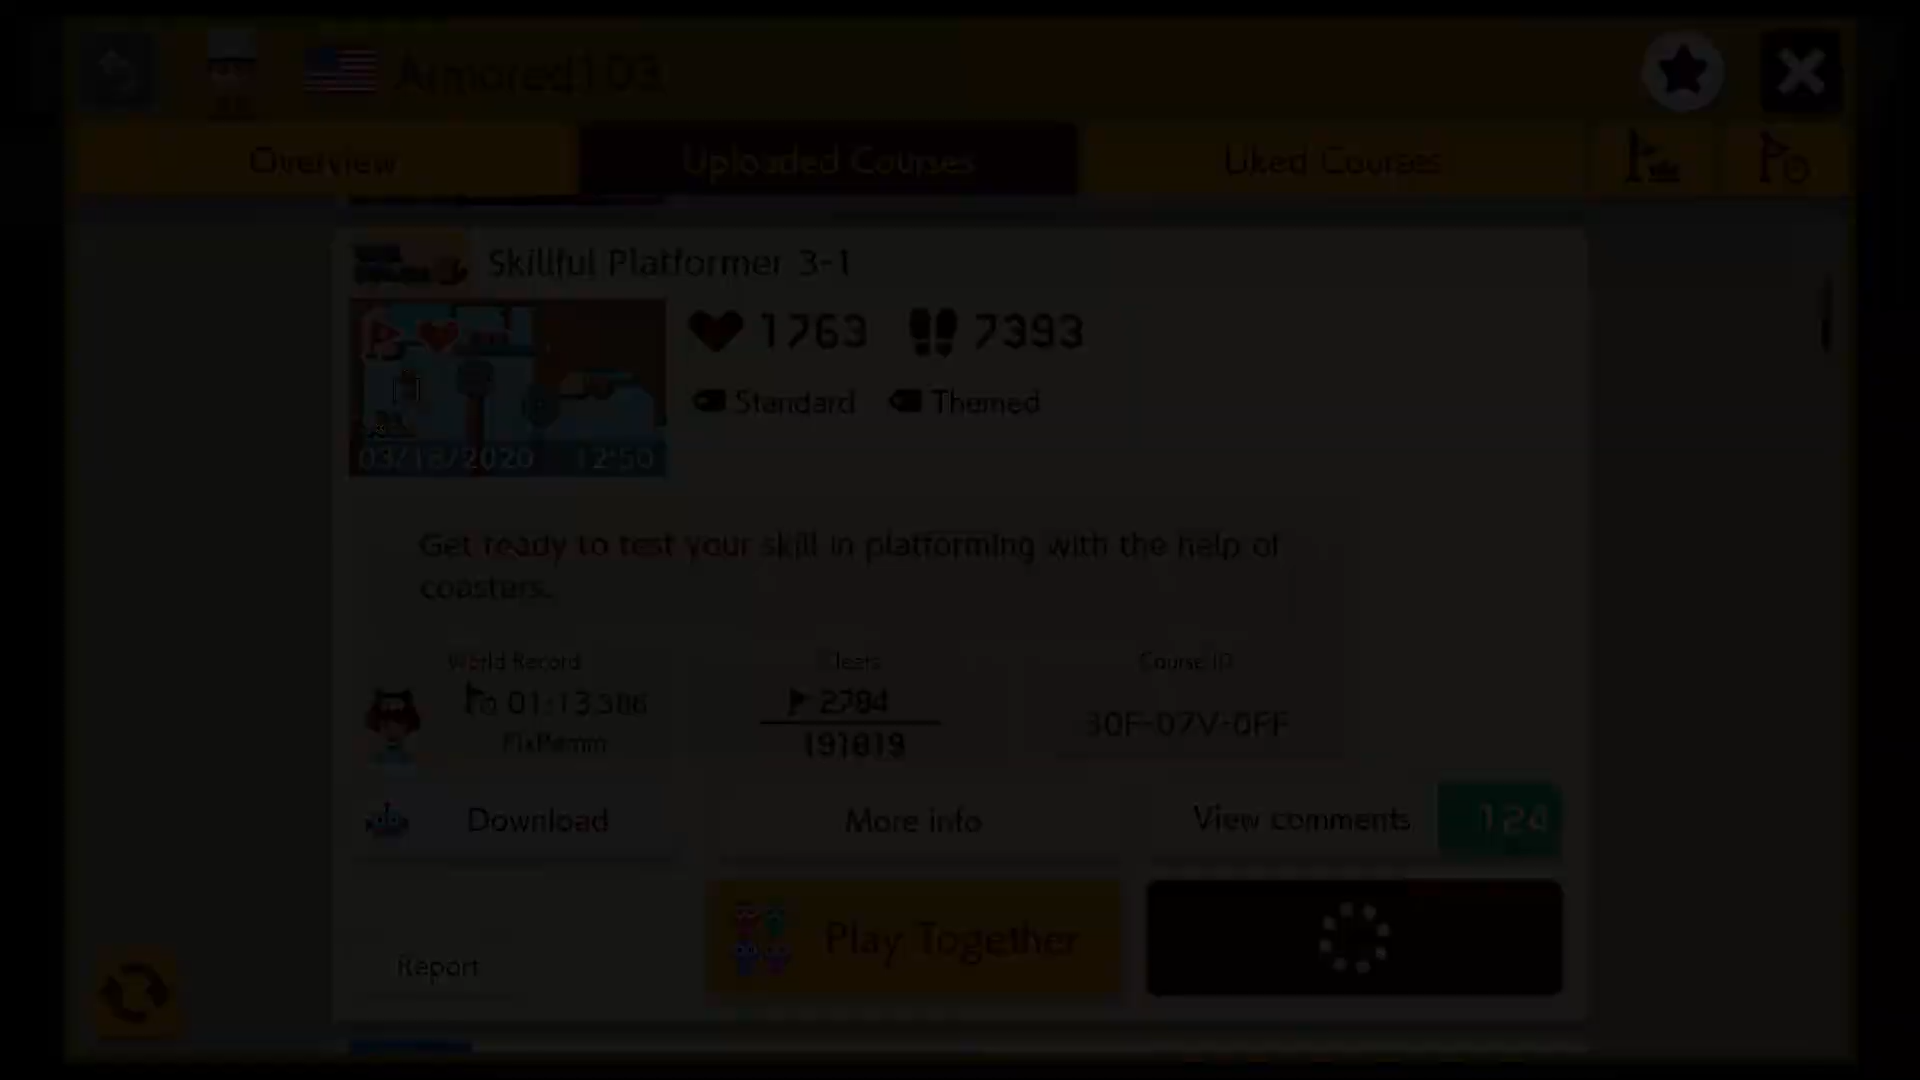 Armored103
Overview
Uploaded Courses
Liked Courses
Skillful Platformer 3-1
1763
7393
Standard
Themed
03/18/2020 12:50
Get ready to test your skill in platforming with the help of
coasters.
World Record
Clears
Course ID
01:13.386
2784
191819
30F-07V-0FF
Download
More info
View comments
124
Report
Play Together